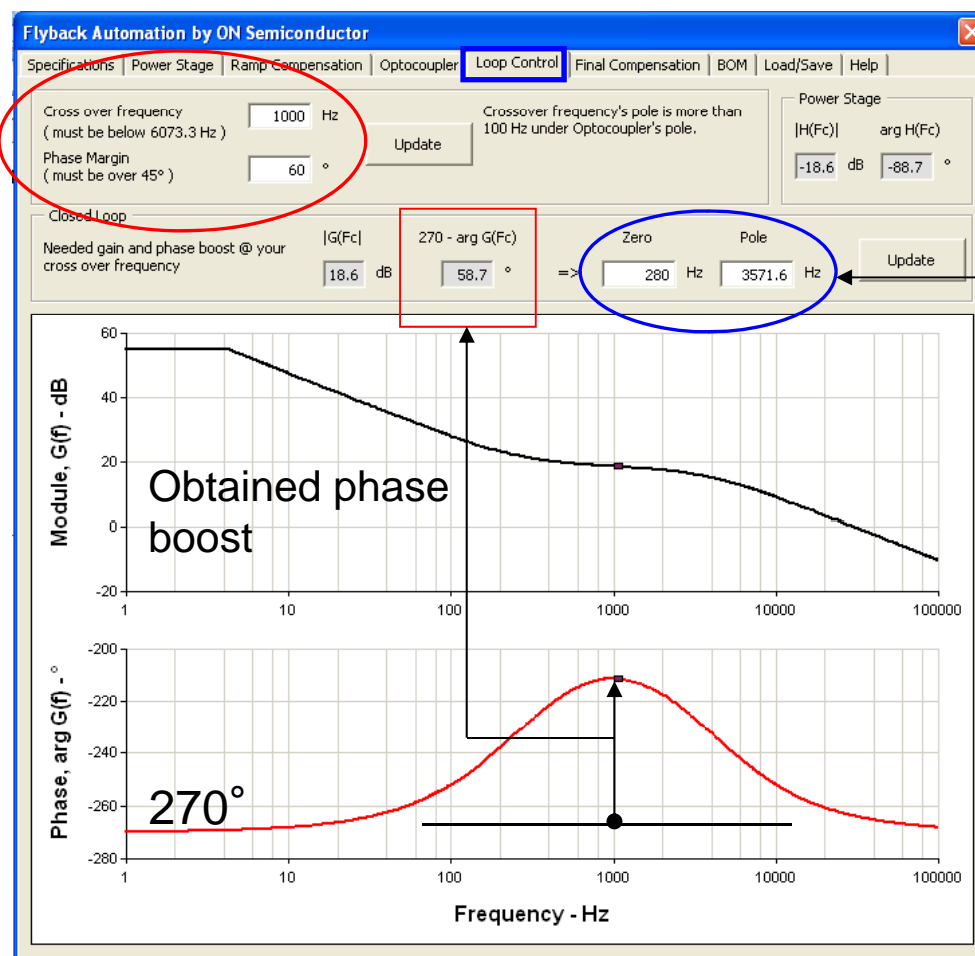 Flyback Automation by ON Semiconductor
Specifications Power Stage Ramp Compensation Optocoupler Loop Control Final Compensation BOM Load/Save Help
Cross over frequency
( must be below 6073.3 Hz )
1000 Hz
Phase Margin
( must be over 45° )
60 °
Update
Crossover frequency's pole is more than
100 Hz under Optocoupler's pole.
Power Stage
|H(Fc)| arg H(Fc)
-18.6 dB -88.7 °
Closed Loop
Needed gain and phase boost @ your
cross over frequency
|G(Fc| 270 - arg G(Fc) Zero Pole
18.6 dB 58.7 ° => 280 Hz 3571.6 Hz
Update
Module, G(f) - dB
60
40
20
0
-20
1 10 100 1000 10000 100000
Obtained phase
boost
Phase, arg G(f) - °
-200
-220
-240
-260
-280
270°
1 10 100 1000 10000 100000
Frequency - Hz